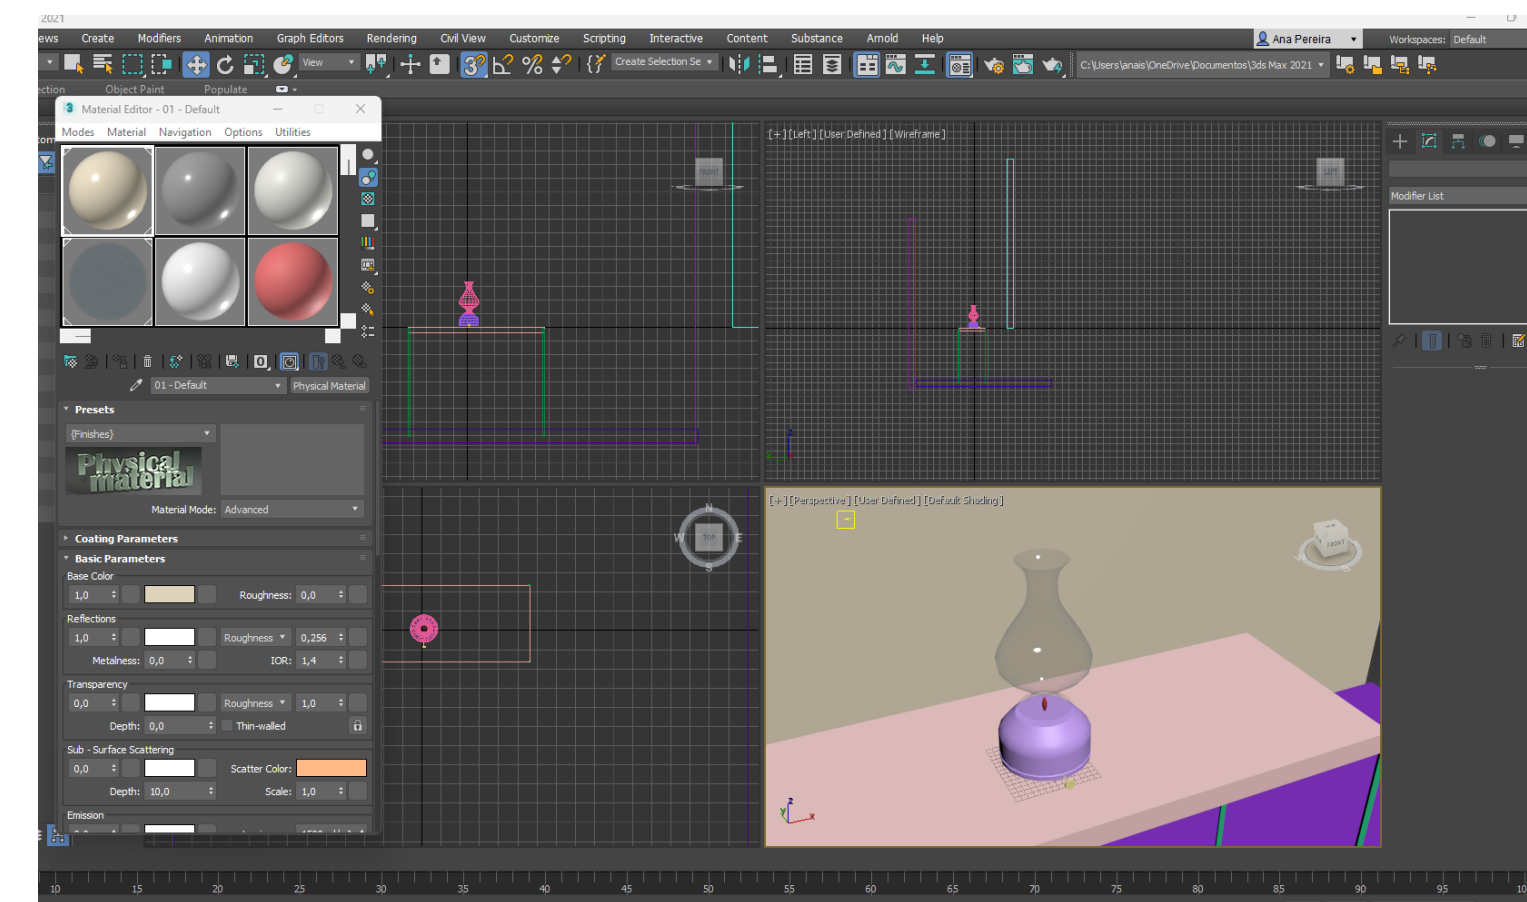 2021
ews Create Modifiers Animation Graph Editors Rendering Civil View Customize Scripting Interactive Content Substance Arnold Help Ana Pereira Workspaces: Default
View Create Selection Se C:\Users\anais\OneDrive\Documentos\3ds Max 2021
ection Object Paint Populate
Material Editor - 01 - Default
Modes Material Navigation Options Utilities
om
[+] [Left] [User Defined] [Wireframe]
FRONT
LEFT
Modifier List
01 - Default Physical Material
Presets
{Finishes}
Physical material
Material Mode: Advanced
Coating Parameters
Basic Parameters
Base Color
1,0 Roughness: 0,0
Reflections
1,0 Roughness 0,256
Metalness: 0,0 IOR: 1,4
Transparency
0,0 Roughness 1,0
Depth: 0,0 Thin-walled
Sub - Surface Scattering
0,0 Scatter Color:
Depth: 10,0 Scale: 1,0
Emission
N
W TOP E
S
[+] [Perspective] [User Defined] [Default Shading]
FRONT
z
y
x
10 15 20 25 30 35 40 45 50 55 60 65 70 75 80 85 90 95 10